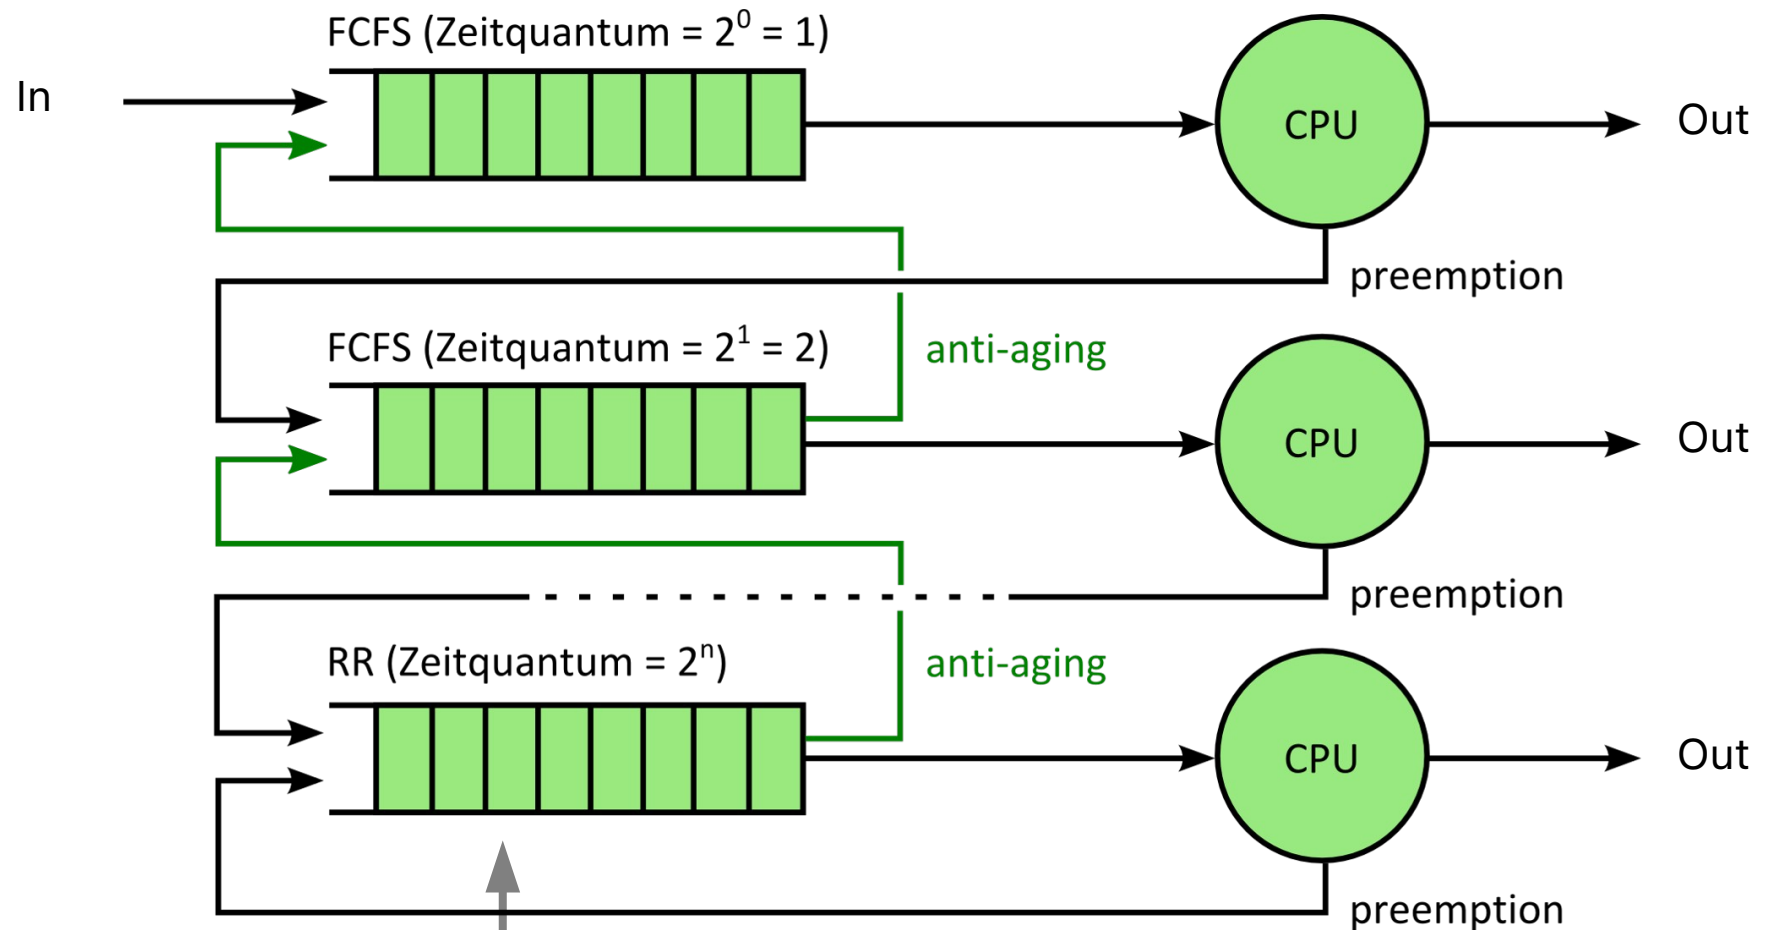 FCFS (Zeitquantum = 2⁰ = 1)
In
CPU
Out
preemption
FCFS (Zeitquantum = 2¹ = 2)
anti-aging
CPU
Out
preemption
RR (Zeitquantum = 2ⁿ)
anti-aging
CPU
Out
preemption